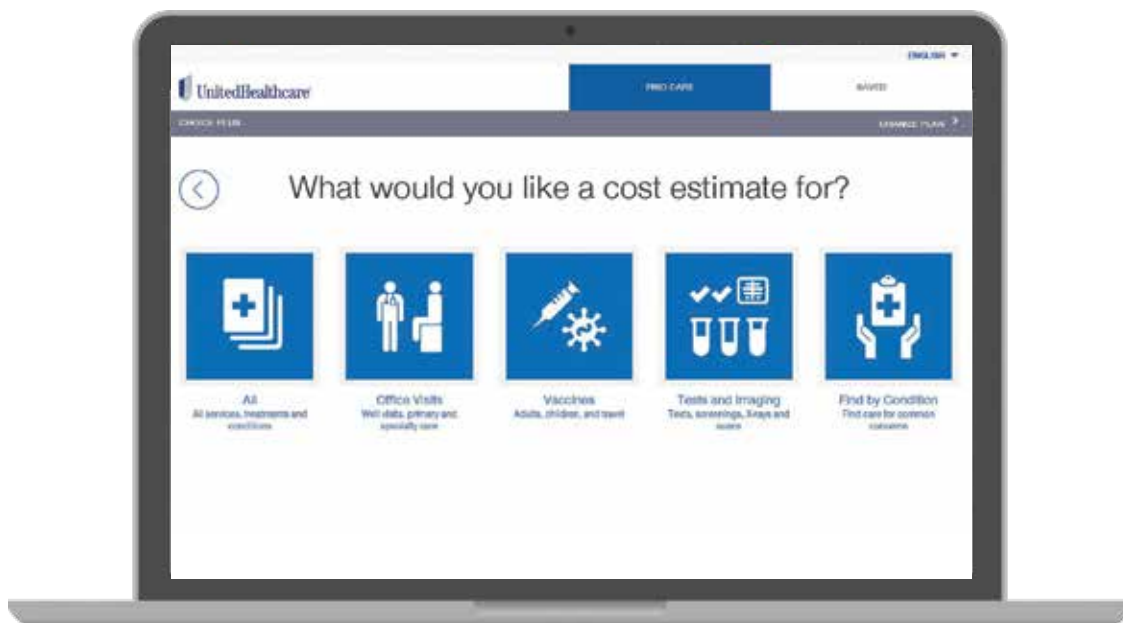 ENGLISH
UnitedHealthcare
FIND CARE
SAVED
CHOICE PLUS
CHANGE PLAN
What would you like a cost estimate for?
All
All services, treatments and
conditions
Office Visits
Well visits, primary and
specialty care
Vaccines
Adults, children, and travel
Tests and Imaging
Tests, screenings, X-rays and
scans
Find by Condition
Find care for common
concerns